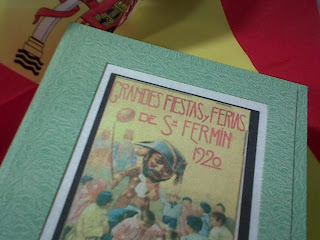 GRANDES FIESTAS y FERIAS
DE Sn FERMIN
1920